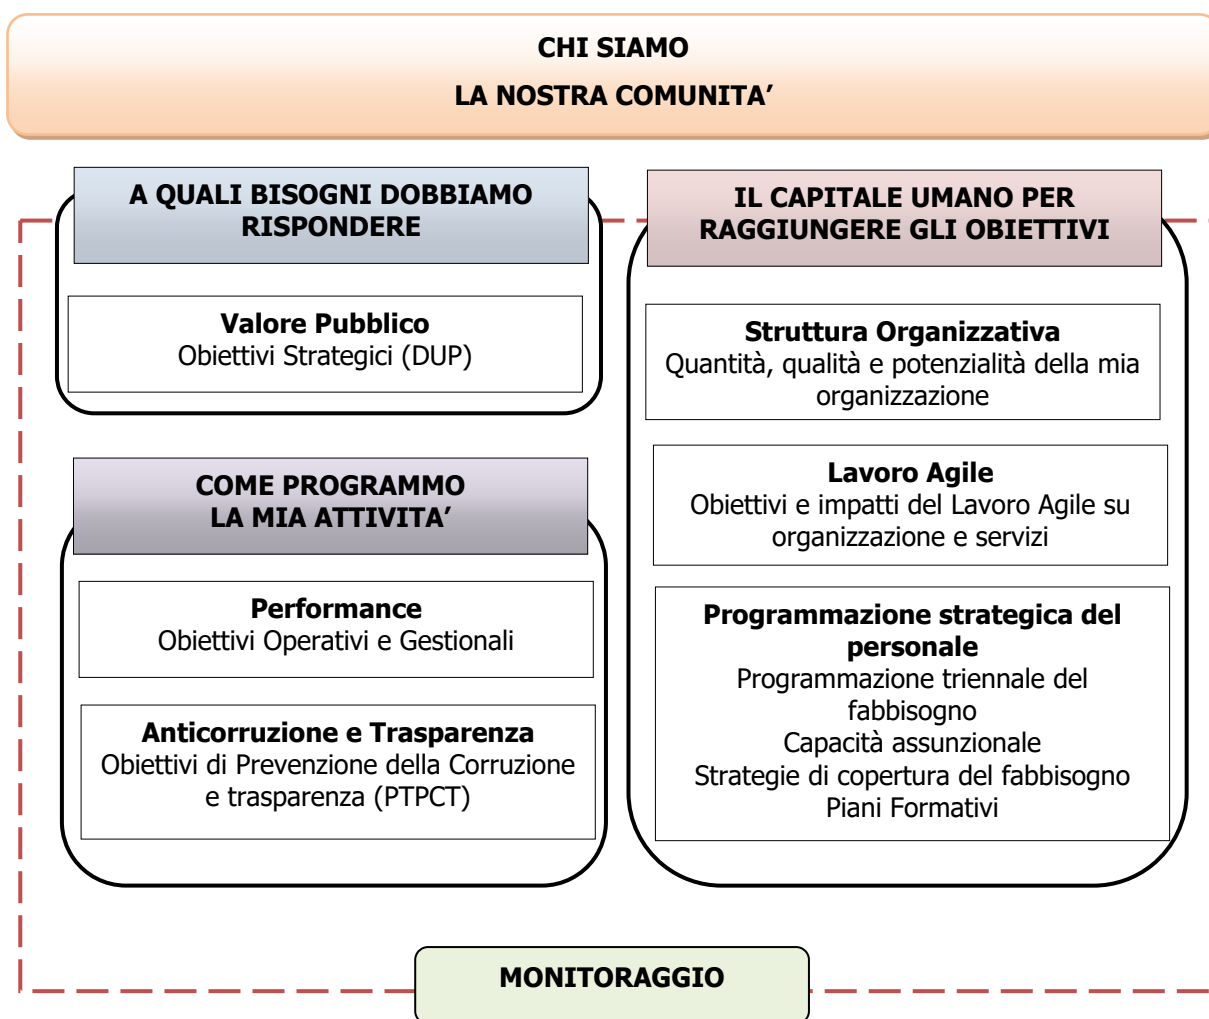 CHI SIAMO
LA NOSTRA COMUNITA’
A QUALI BISOGNI DOBBIAMO
RISPONDERE
Valore Pubblico
Obiettivi Strategici (DUP)
COME PROGRAMMO
LA MIA ATTIVITA’
Performance
Obiettivi Operativi e Gestionali
Anticorruzione e Trasparenza
Obiettivi di Prevenzione della Corruzione
e trasparenza (PTPCT)
IL CAPITALE UMANO PER
RAGGIUNGERE GLI OBIETTIVI
Struttura Organizzativa
Quantità, qualità e potenzialità della mia
organizzazione
Lavoro Agile
Obiettivi e impatti del Lavoro Agile su
organizzazione e servizi
Programmazione strategica del
personale
Programmazione triennale del
fabbisogno
Capacità assunzionale
Strategie di copertura del fabbisogno
Piani Formativi
MONITORAGGIO